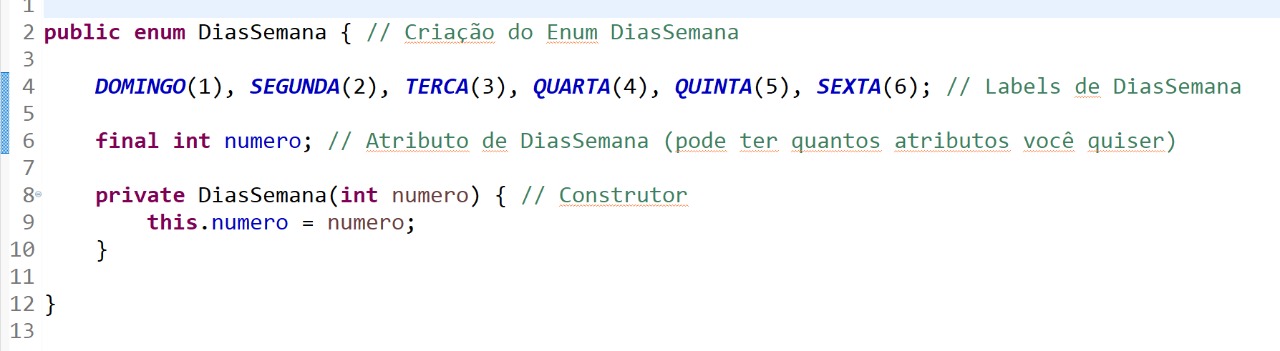 1
2 public enum DiasSemana { // Criação do Enum DiasSemana
3
4 DOMINGO(1), SEGUNDA(2), TERCA(3), QUARTA(4), QUINTA(5), SEXTA(6); // Labels de DiasSemana
5
6 final int numero; // Atributo de DiasSemana (pode ter quantos atributos você quiser)
7
8 private DiasSemana(int numero) { // Construtor
9 this.numero = numero;
10 }
11
12 }
13